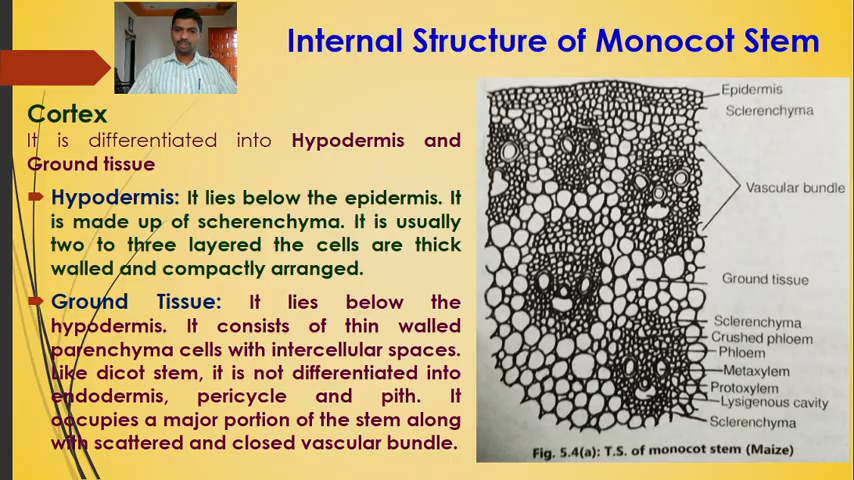 Internal Structure of Monocot Stem
Cortex
It is differentiated into Hypodermis and
Ground tissue
Hypodermis: It lies below the epidermis. It
is made up of scherenchyma. It is usually
two to three layered the cells are thick
walled and compactly arranged.
Ground Tissue: It lies below the
hypodermis. It consists of thin walled
parenchyma cells with intercellular spaces.
Like dicot stem, it is not differentiated into
endodermis, pericycle and pith. It
occupies a major portion of the stem along
with scattered and closed vascular bundle.
Epidermis
Sclerenchyma
Vascular bundle
Ground tissue
Sclerenchyma
Crushed phloem
Phloem
Metaxylem
Protoxylem
Lysigenous cavity
Sclerenchyma
Fig. 5.4(a): T.S. of monocot stem (Maize)